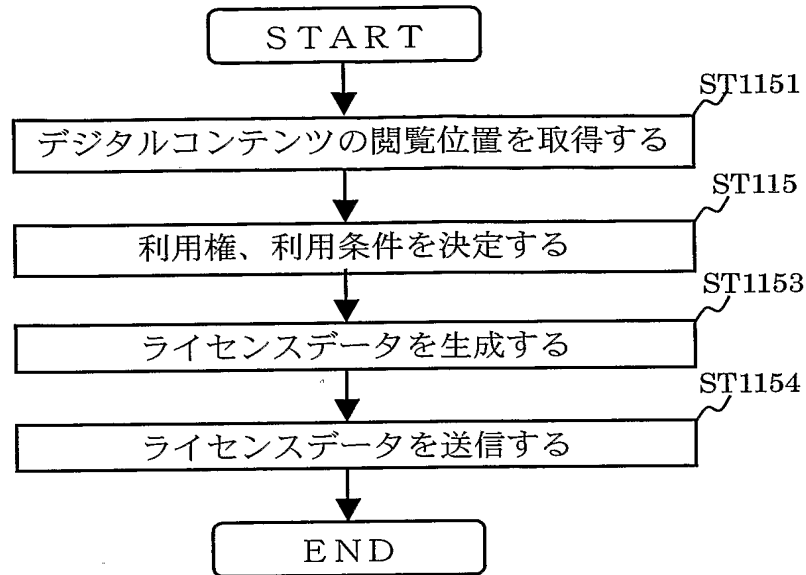 START
ST1151
デジタルコンテンツの閲覧位置を取得する
ST115
利用権、利用条件を決定する
ST1153
ライセンスデータを生成する
ST1154
ライセンスデータを送信する
END